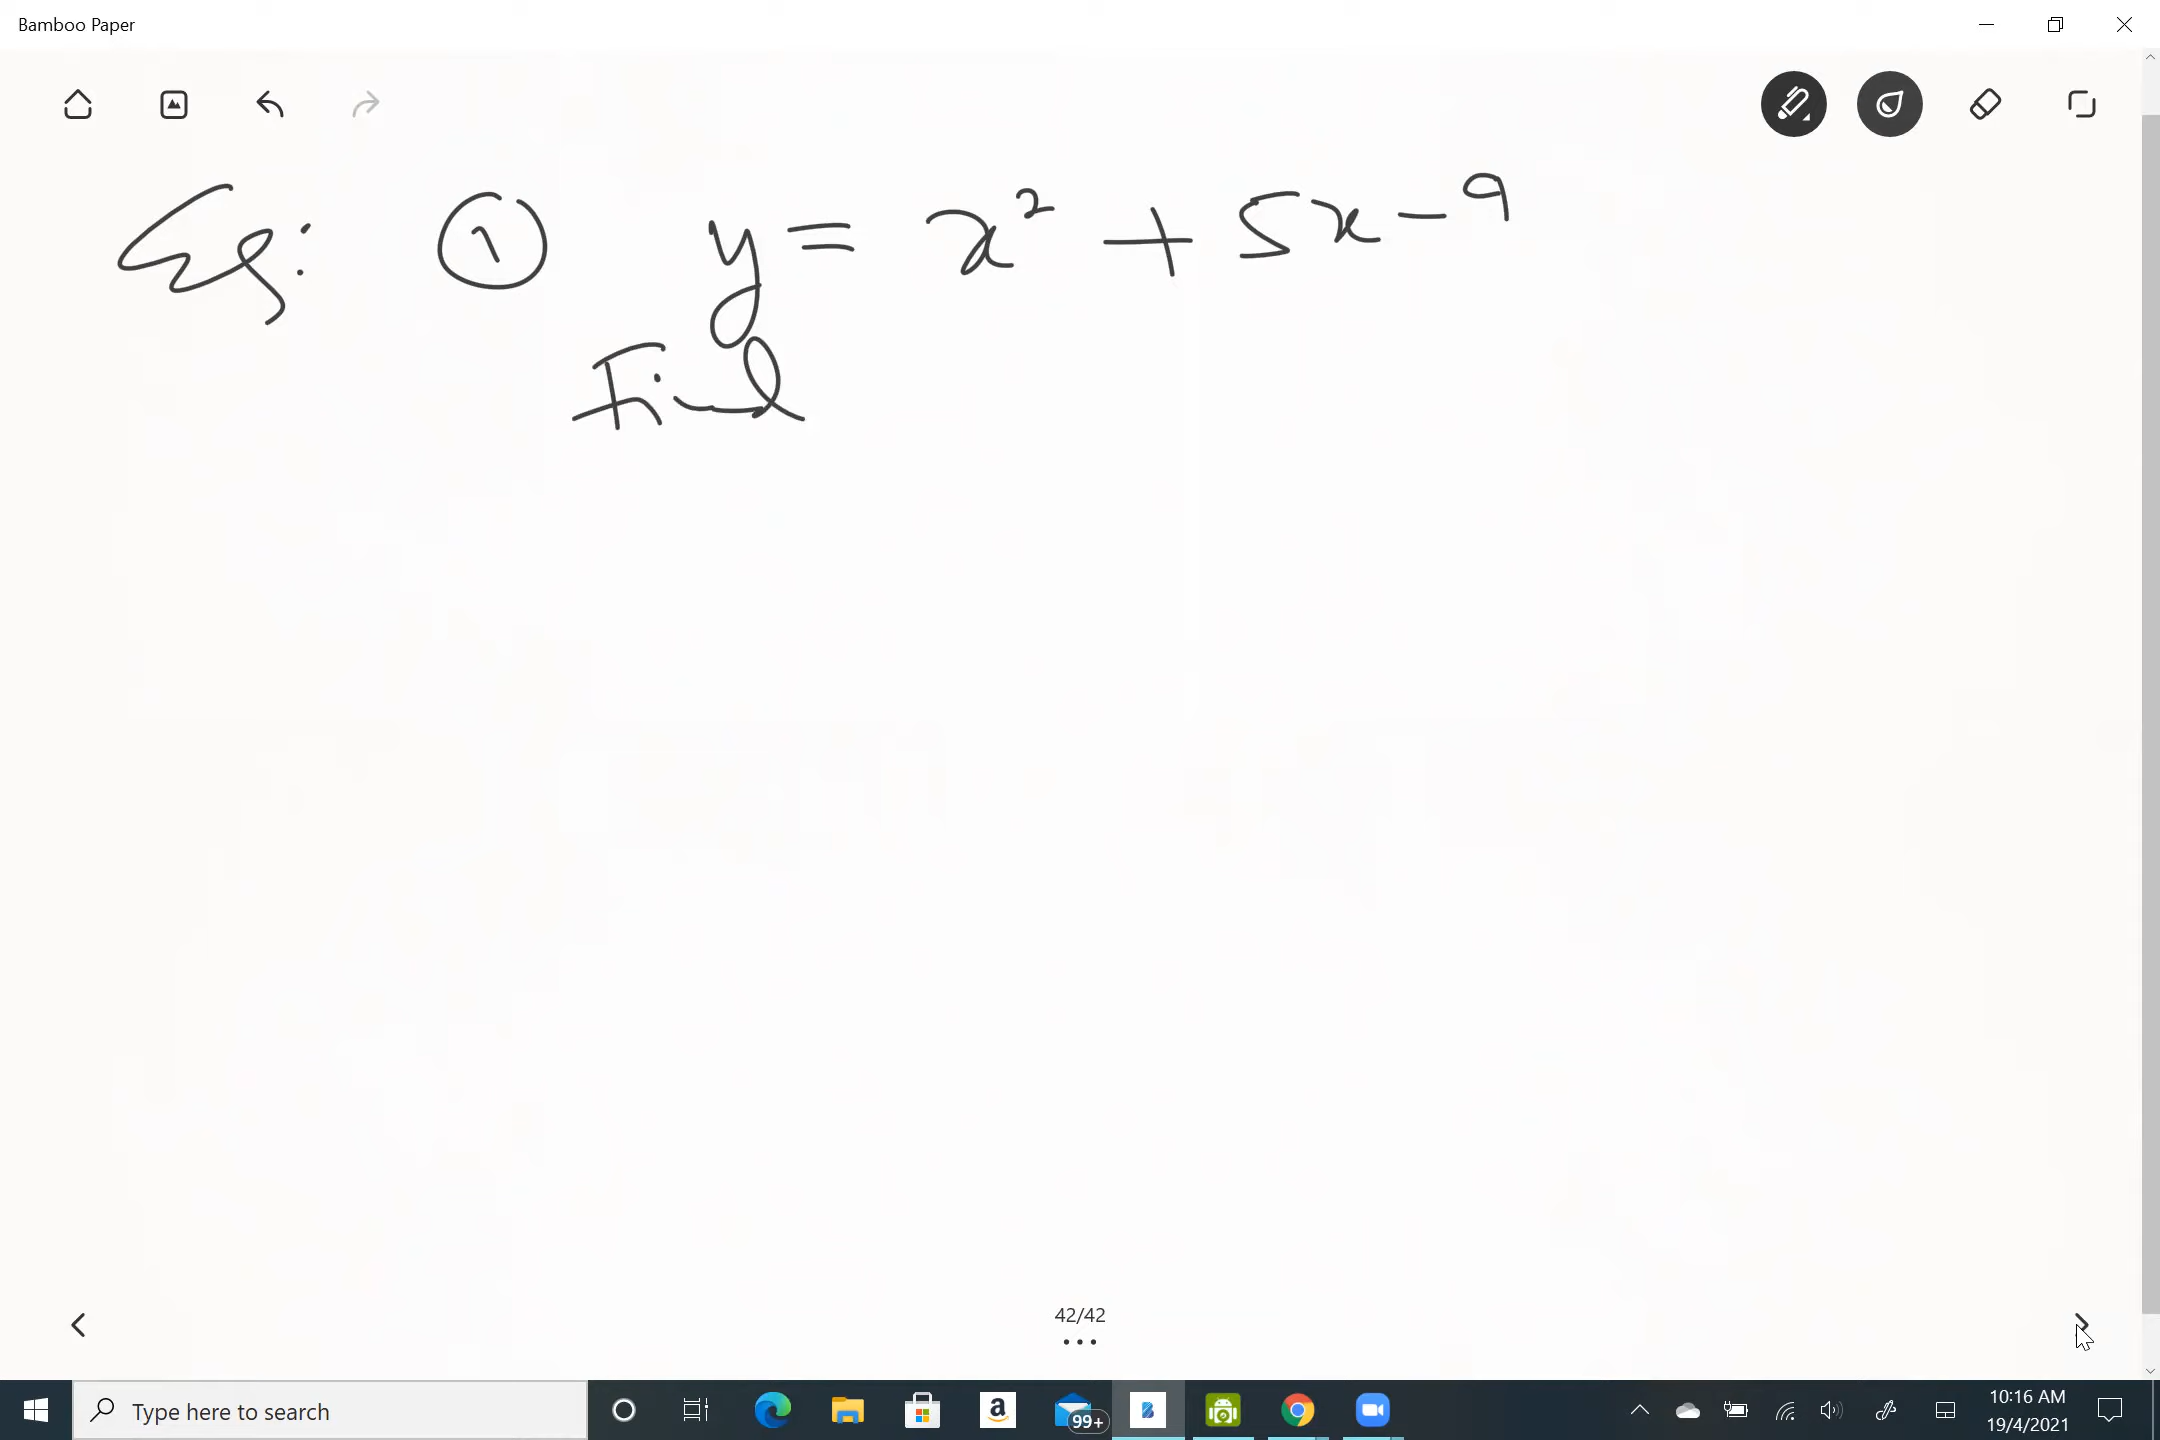 Bamboo Paper
Eg: ① y = x² + 5x - 9
Find
42/42
Type here to search
99+
10:16 AM
19/4/2021